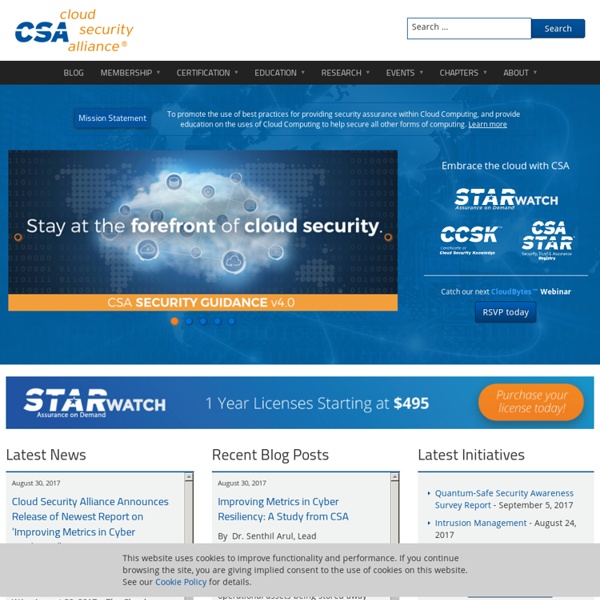 CSA cloud security alliance®
Search ...
Search
BLOG MEMBERSHIP CERTIFICATION EDUCATION RESEARCH EVENTS CHAPTERS ABOUT
Mission Statement
To promote the use of best practices for providing security assurance within Cloud Computing, and provide
education on the uses of Cloud Computing to help secure all other forms of computing. Learn more
Stay at the forefront of cloud security.
CSA SECURITY GUIDANCE v4.0
Embrace the cloud with CSA
STARWATCH
Assurance on Demand
CCSK™
Certificate of
Cloud Security Knowledge
CSA
STAR
Security, Trust & Assurance
Registry
Catch our next CloudBytes™ Webinar
RSVP today
STARWATCH
Assurance on Demand
1 Year Licenses Starting at $495
Purchase your
license today!
Latest News
August 30, 2017
Cloud Security Alliance Announces
Release of Newest Report on
'Improving Metrics in Cyber
Recent Blog Posts
August 30, 2017
Improving Metrics in Cyber
Resiliency: A Study from CSA
By Dr. Senthil Arul, Lead
Latest Initiatives
Quantum-Safe Security Awareness
Survey Report - September 5, 2017
Intrusion Management - August 24,
2017
This website uses cookies to improve functionality and performance. If you continue
browsing the site, you are giving implied consent to the use of cookies on this website.
See our Cookie Policy for details.